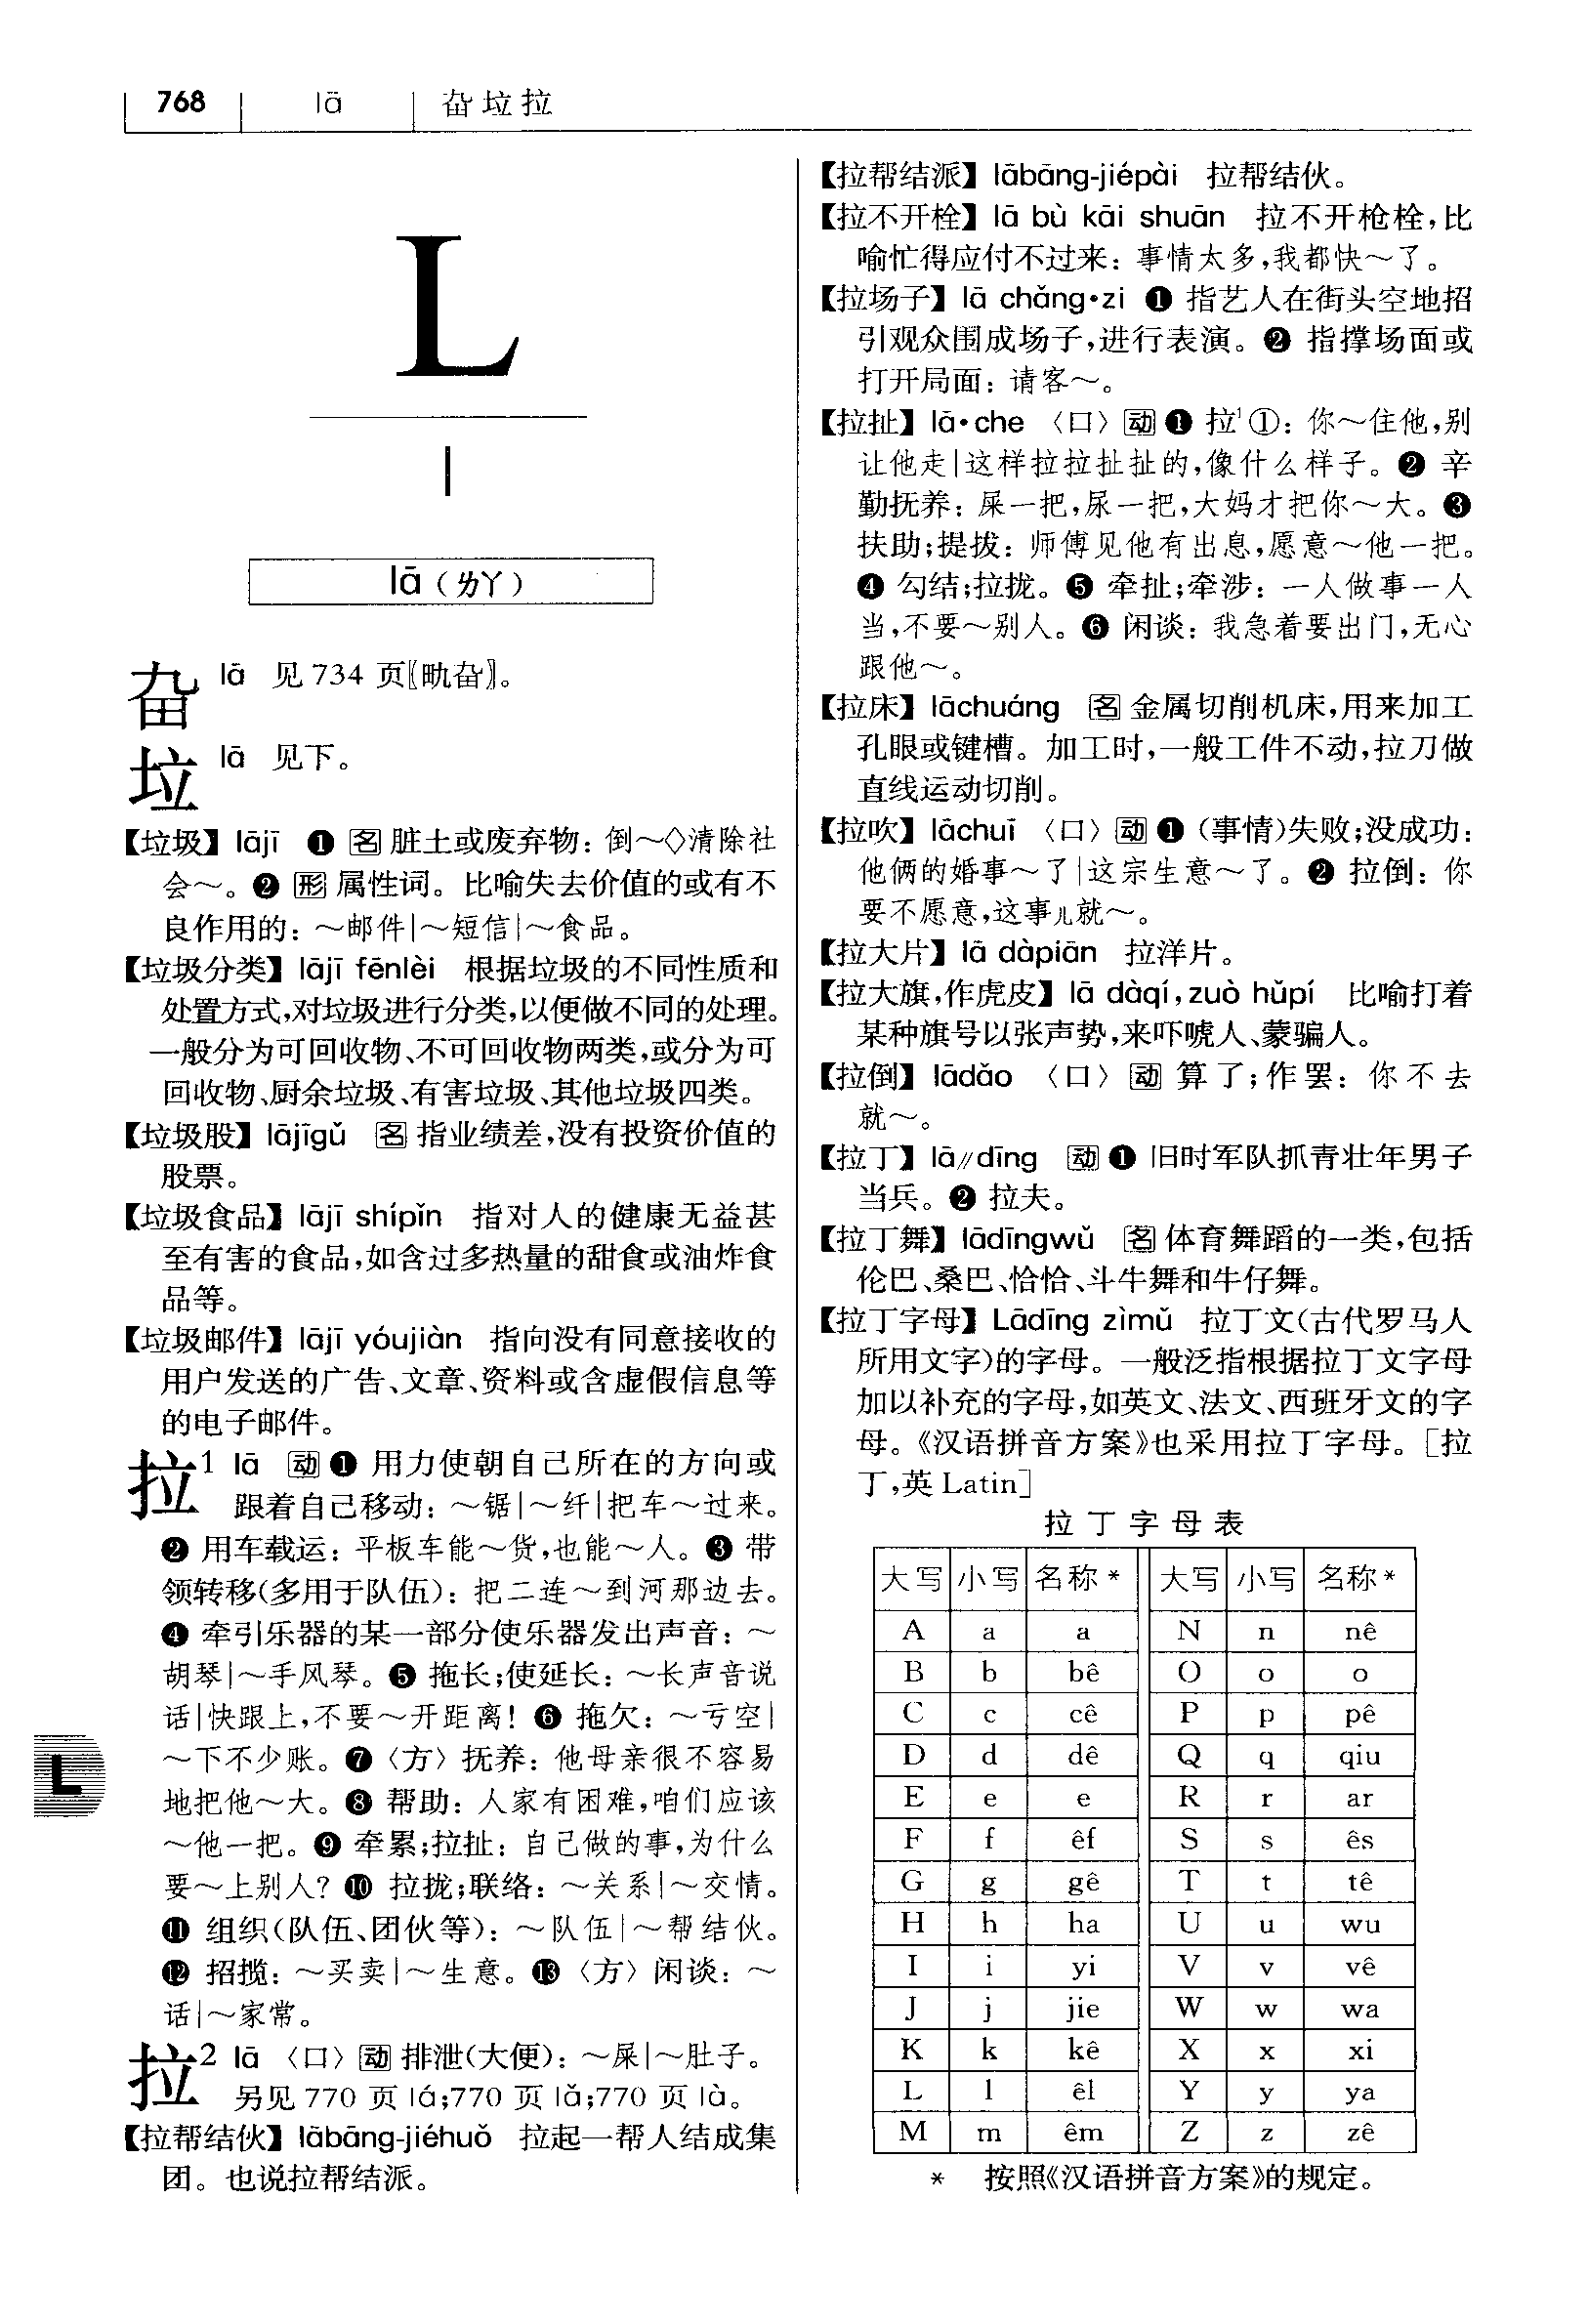 768 lā 旮垃拉
L
l
lā（ㄌㄚ）
旮 lā 见 734 页〖旯旮〗。
垃 lā 见下。
【垃圾】lājī ❶ 名 脏土或废弃物：倒～◇清除社
会～。❷ 形 属性词。比喻失去价值的或有不
良作用的：～邮件|～短信|～食品。
【垃圾分类】lājī fēnlèi 根据垃圾的不同性质和
处置方式,对垃圾进行分类,以便做不同的处理。
一般分为可回收物、不可回收物两类,或分为可
回收物、厨余垃圾、有害垃圾、其他垃圾四类。
【垃圾股】lājīgǔ 名 指业绩差,没有投资价值的
股票。
【垃圾食品】lājī shípǐn 指对人的健康无益甚
至有害的食品,如含过多热量的甜食或油炸食
品等。
【垃圾邮件】lājī yóujiàn 指向没有同意接收的
用户发送的广告、文章、资料或含虚假信息等
的电子邮件。
拉1 lā 动 ❶ 用力使朝自己所在的方向或
跟着自己移动：～锯|～纤|把车～过来。
❷ 用车载运：平板车能～货,也能～人。❸ 带
领转移(多用于队伍)：把二连～到河那边去。
❹ 牵引乐器的某一部分使乐器发出声音：～
胡琴|～手风琴。❺ 拖长;使延长：～长声音说
话|快跟上,不要～开距离！❻ 拖欠：～亏空|
～下不少账。❼〈方〉抚养：他母亲很不容易
地把他～大。❽ 帮助：人家有困难,咱们应该
～他一把。❾ 牵累;拉扯：自己做的事,为什么
要～上别人？❿ 拉拢;联络：～关系|～交情。
⓫ 组织(队伍、团伙等)：～队伍|～帮结伙。
⓬ 招揽：～买卖|～生意。⓭〈方〉闲谈：～
话|～家常。
拉2 lā〈口〉动 排泄(大便)：～屎|～肚子。
另见 770 页 lá;770 页 lǎ;770 页 là。
【拉帮结伙】lābāng-jiéhuǒ 拉起一帮人结成集
团。也说拉帮结派。
【拉帮结派】lābāng-jiépài 拉帮结伙。
【拉不开栓】lā bù kāi shuān 拉不开枪栓,比
喻忙得应付不过来：事情太多,我都快～了。
【拉场子】lā chǎng•zi ❶ 指艺人在街头空地招
引观众围成场子,进行表演。❷ 指撑场面或
打开局面：请客～。
【拉扯】lā•che〈口〉动 ❶ 拉¹①：你～住他,别
让他走|这样拉拉扯扯的,像什么样子。❷ 辛
勤抚养：屎一把,尿一把,大妈才把你～大。❸
扶助;提拔：师傅见他有出息,愿意～他一把。
❹ 勾结;拉拢。❺ 牵扯;牵涉：一人做事一人
当,不要～别人。❻ 闲谈：我急着要出门,无心
跟他～。
【拉床】lāchuáng 名 金属切削机床,用来加工
孔眼或键槽。加工时,一般工件不动,拉刀做
直线运动切削。
【拉吹】lāchuī〈口〉动 ❶（事情)失败;没成功：
他俩的婚事～了|这宗生意～了。❷ 拉倒：你
要不愿意,这事儿就～。
【拉大片】lā dàpiān 拉洋片。
【拉大旗,作虎皮】lā dàqí,zuò hǔpí 比喻打着
某种旗号以张声势,来吓唬人、蒙骗人。
【拉倒】lādǎo〈口〉动 算了;作罢：你不去
就～。
【拉丁】lā∥dīng 动 ❶ 旧时军队抓青壮年男子
当兵。❷ 拉夫。
【拉丁舞】lādīngwǔ 名 体育舞蹈的一类,包括
伦巴、桑巴、恰恰、斗牛舞和牛仔舞。
【拉丁字母】Lādīng zìmǔ 拉丁文(古代罗马人
所用文字)的字母。一般泛指根据拉丁文字母
加以补充的字母,如英文、法文、西班牙文的字
母。《汉语拼音方案》也采用拉丁字母。[拉
丁,英 Latin]
拉丁字母表
大写 小写 名称* 大写 小写 名称*
A a a N n nê
B b bê O o o
C c cê P p pê
D d dê Q q qiu
E e e R r ar
F f êf S s ês
G g gê T t tê
H h ha U u wu
I i yi V v vê
J j jie W w wa
K k kê X x xi
L l êl Y y ya
M m êm Z z zê
* 按照《汉语拼音方案》的规定。
L